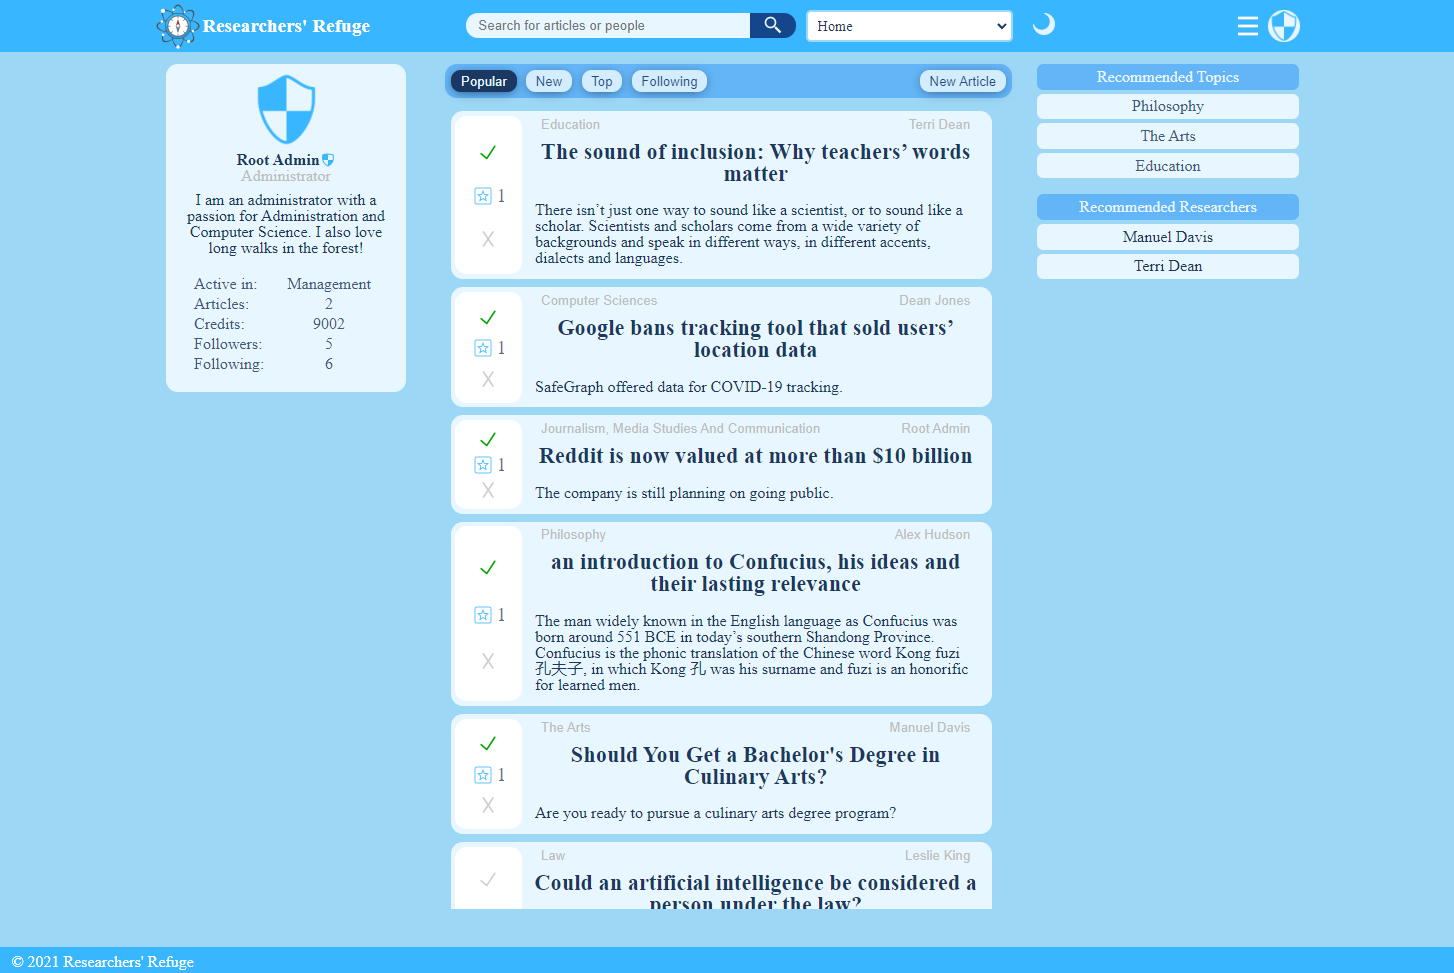 Researchers' Refuge
Search for articles or people
Home
Root Admin
Administrator
I am an administrator with a
passion for Administration and
Computer Science. I also love
long walks in the forest!
Active in: Management
Articles: 2
Credits: 9002
Followers: 5
Following: 6
Popular New Top Following New Article
Education Terri Dean
The sound of inclusion: Why teachers’ words
matter
1
There isn’t just one way to sound like a scientist, or to sound like a
scholar. Scientists and scholars come from a wide variety of
backgrounds and speak in different ways, in different accents,
dialects and languages.
Computer Sciences Dean Jones
Google bans tracking tool that sold users’
location data
1
SafeGraph offered data for COVID-19 tracking.
Journalism, Media Studies And Communication Root Admin
Reddit is now valued at more than $10 billion
1
The company is still planning on going public.
Philosophy Alex Hudson
an introduction to Confucius, his ideas and
their lasting relevance
1
The man widely known in the English language as Confucius was
born around 551 BCE in today’s southern Shandong Province.
Confucius is the phonic translation of the Chinese word Kong fuzi
孔夫子, in which Kong 孔 was his surname and fuzi is an honorific
for learned men.
The Arts Manuel Davis
Should You Get a Bachelor's Degree in
Culinary Arts?
1
Are you ready to pursue a culinary arts degree program?
Law Leslie King
Could an artificial intelligence be considered a
person under the law?
Recommended Topics
Philosophy
The Arts
Education
Recommended Researchers
Manuel Davis
Terri Dean
© 2021 Researchers' Refuge